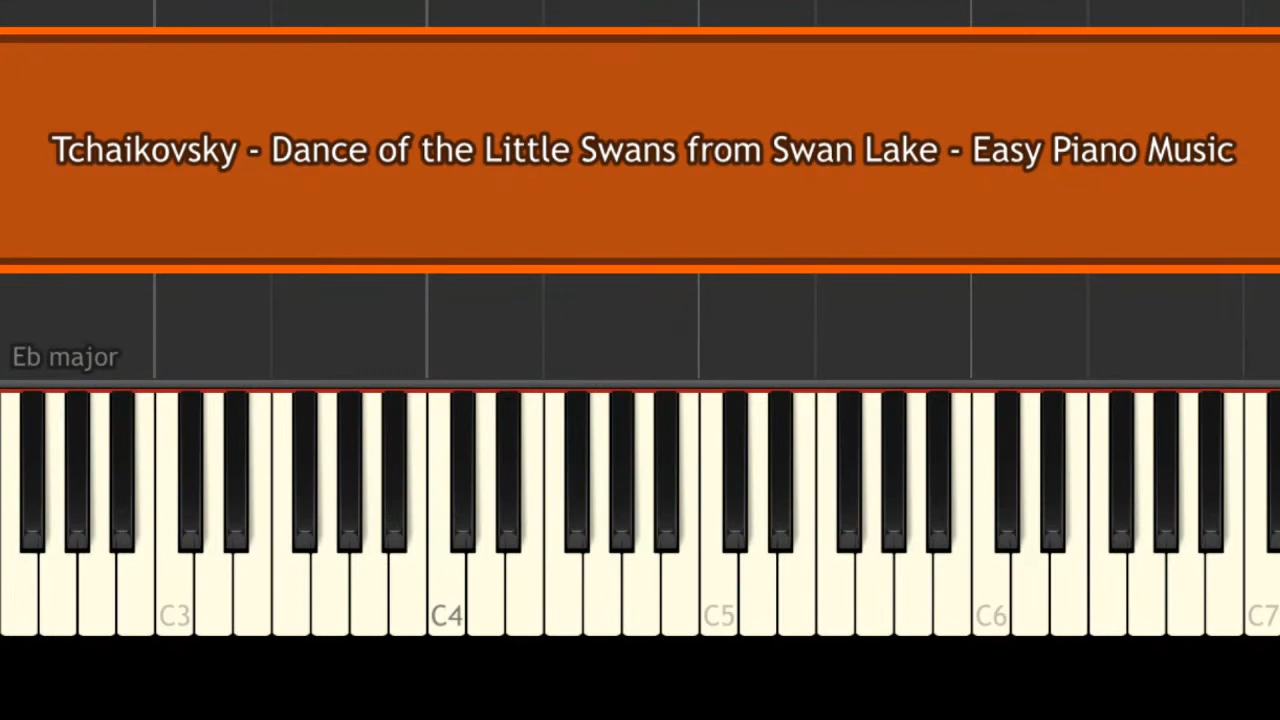 Tchaikovsky - Dance of the Little Swans from Swan Lake - Easy Piano Music
Eb major
C3 C4 C5 C6 C7